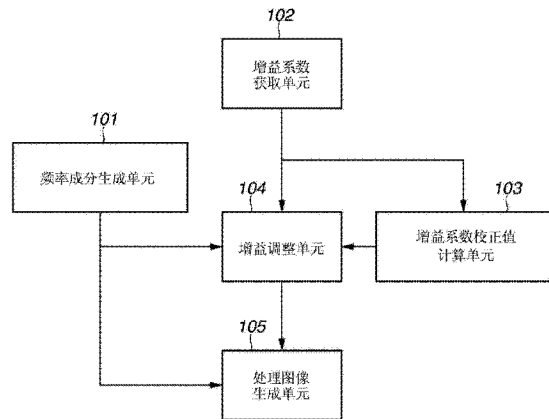 102
增益系数
获取单元
101
频率成分生成单元
104
增益调整单元
103
增益系数校正值
计算单元
105
处理图像
生成单元